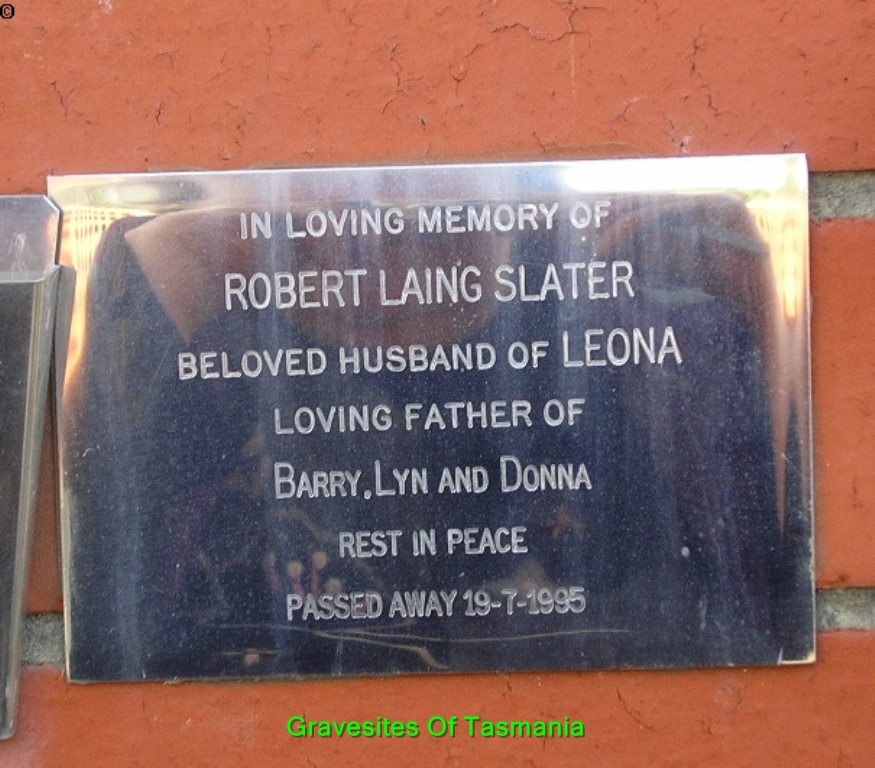 ©
IN LOVING MEMORY OF
ROBERT LAING SLATER
BELOVED HUSBAND OF LEONA
LOVING FATHER OF
BARRY, LYN AND DONNA
REST IN PEACE
PASSED AWAY 19-7-1995
Gravesites Of Tasmania